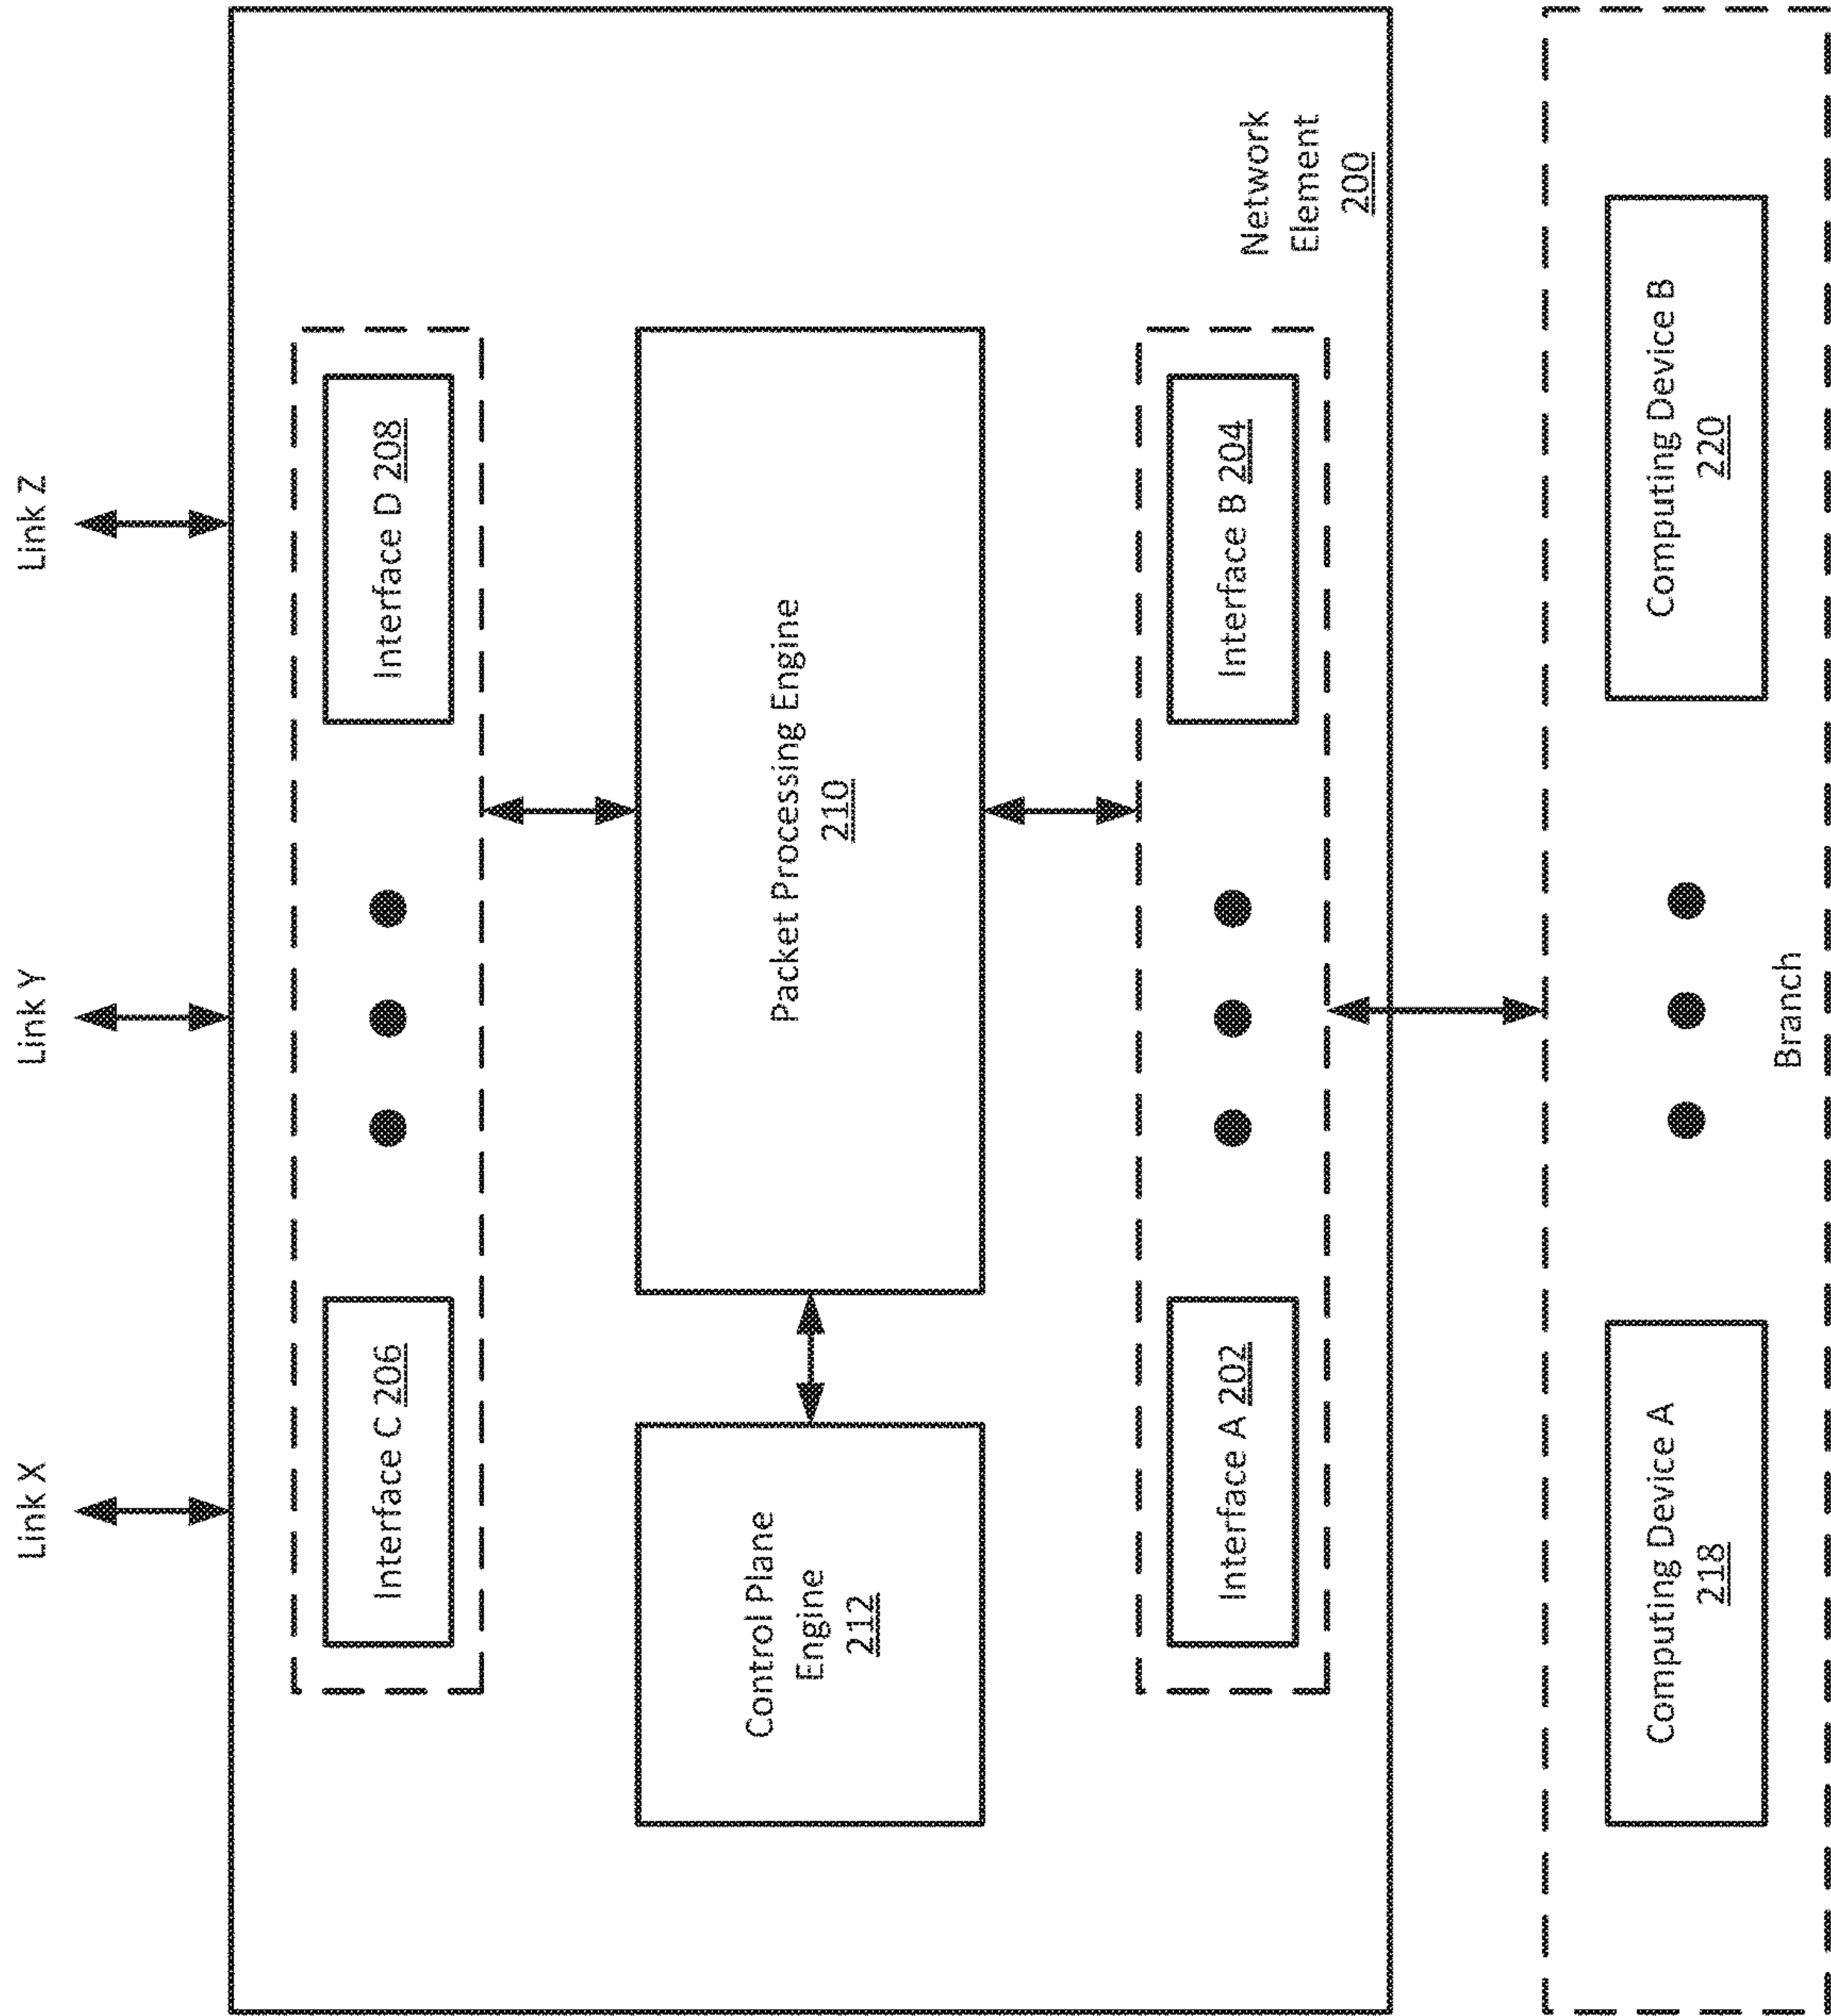 Link X
Link Y
Link Z
Interface C 206
Interface D 208
Control Plane
Engine
212
Packet Processing Engine
210
Interface A 202
Interface B 204
Network
Element
200
Computing Device A
218
Computing Device B
220
Branch